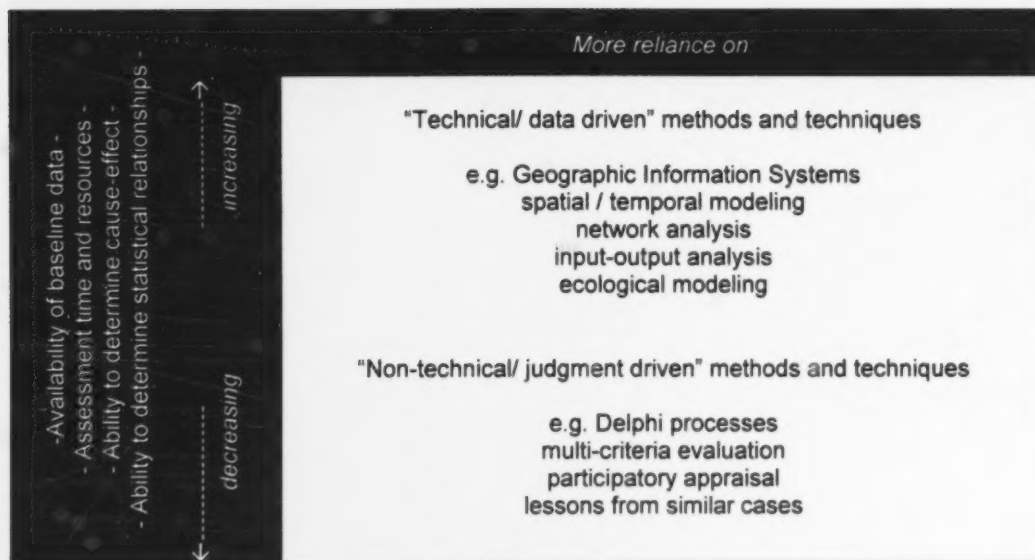 More reliance on
-Availability of baseline data -
- Assessment time and resources -
- Ability to determine cause-effect -
- Ability to determine statistical relationships -
increasing
decreasing
"Technical/ data driven" methods and techniques
e.g. Geographic Information Systems
spatial / temporal modeling
network analysis
input-output analysis
ecological modeling
"Non-technical/ judgment driven" methods and techniques
e.g. Delphi processes
multi-criteria evaluation
participatory appraisal
lessons from similar cases